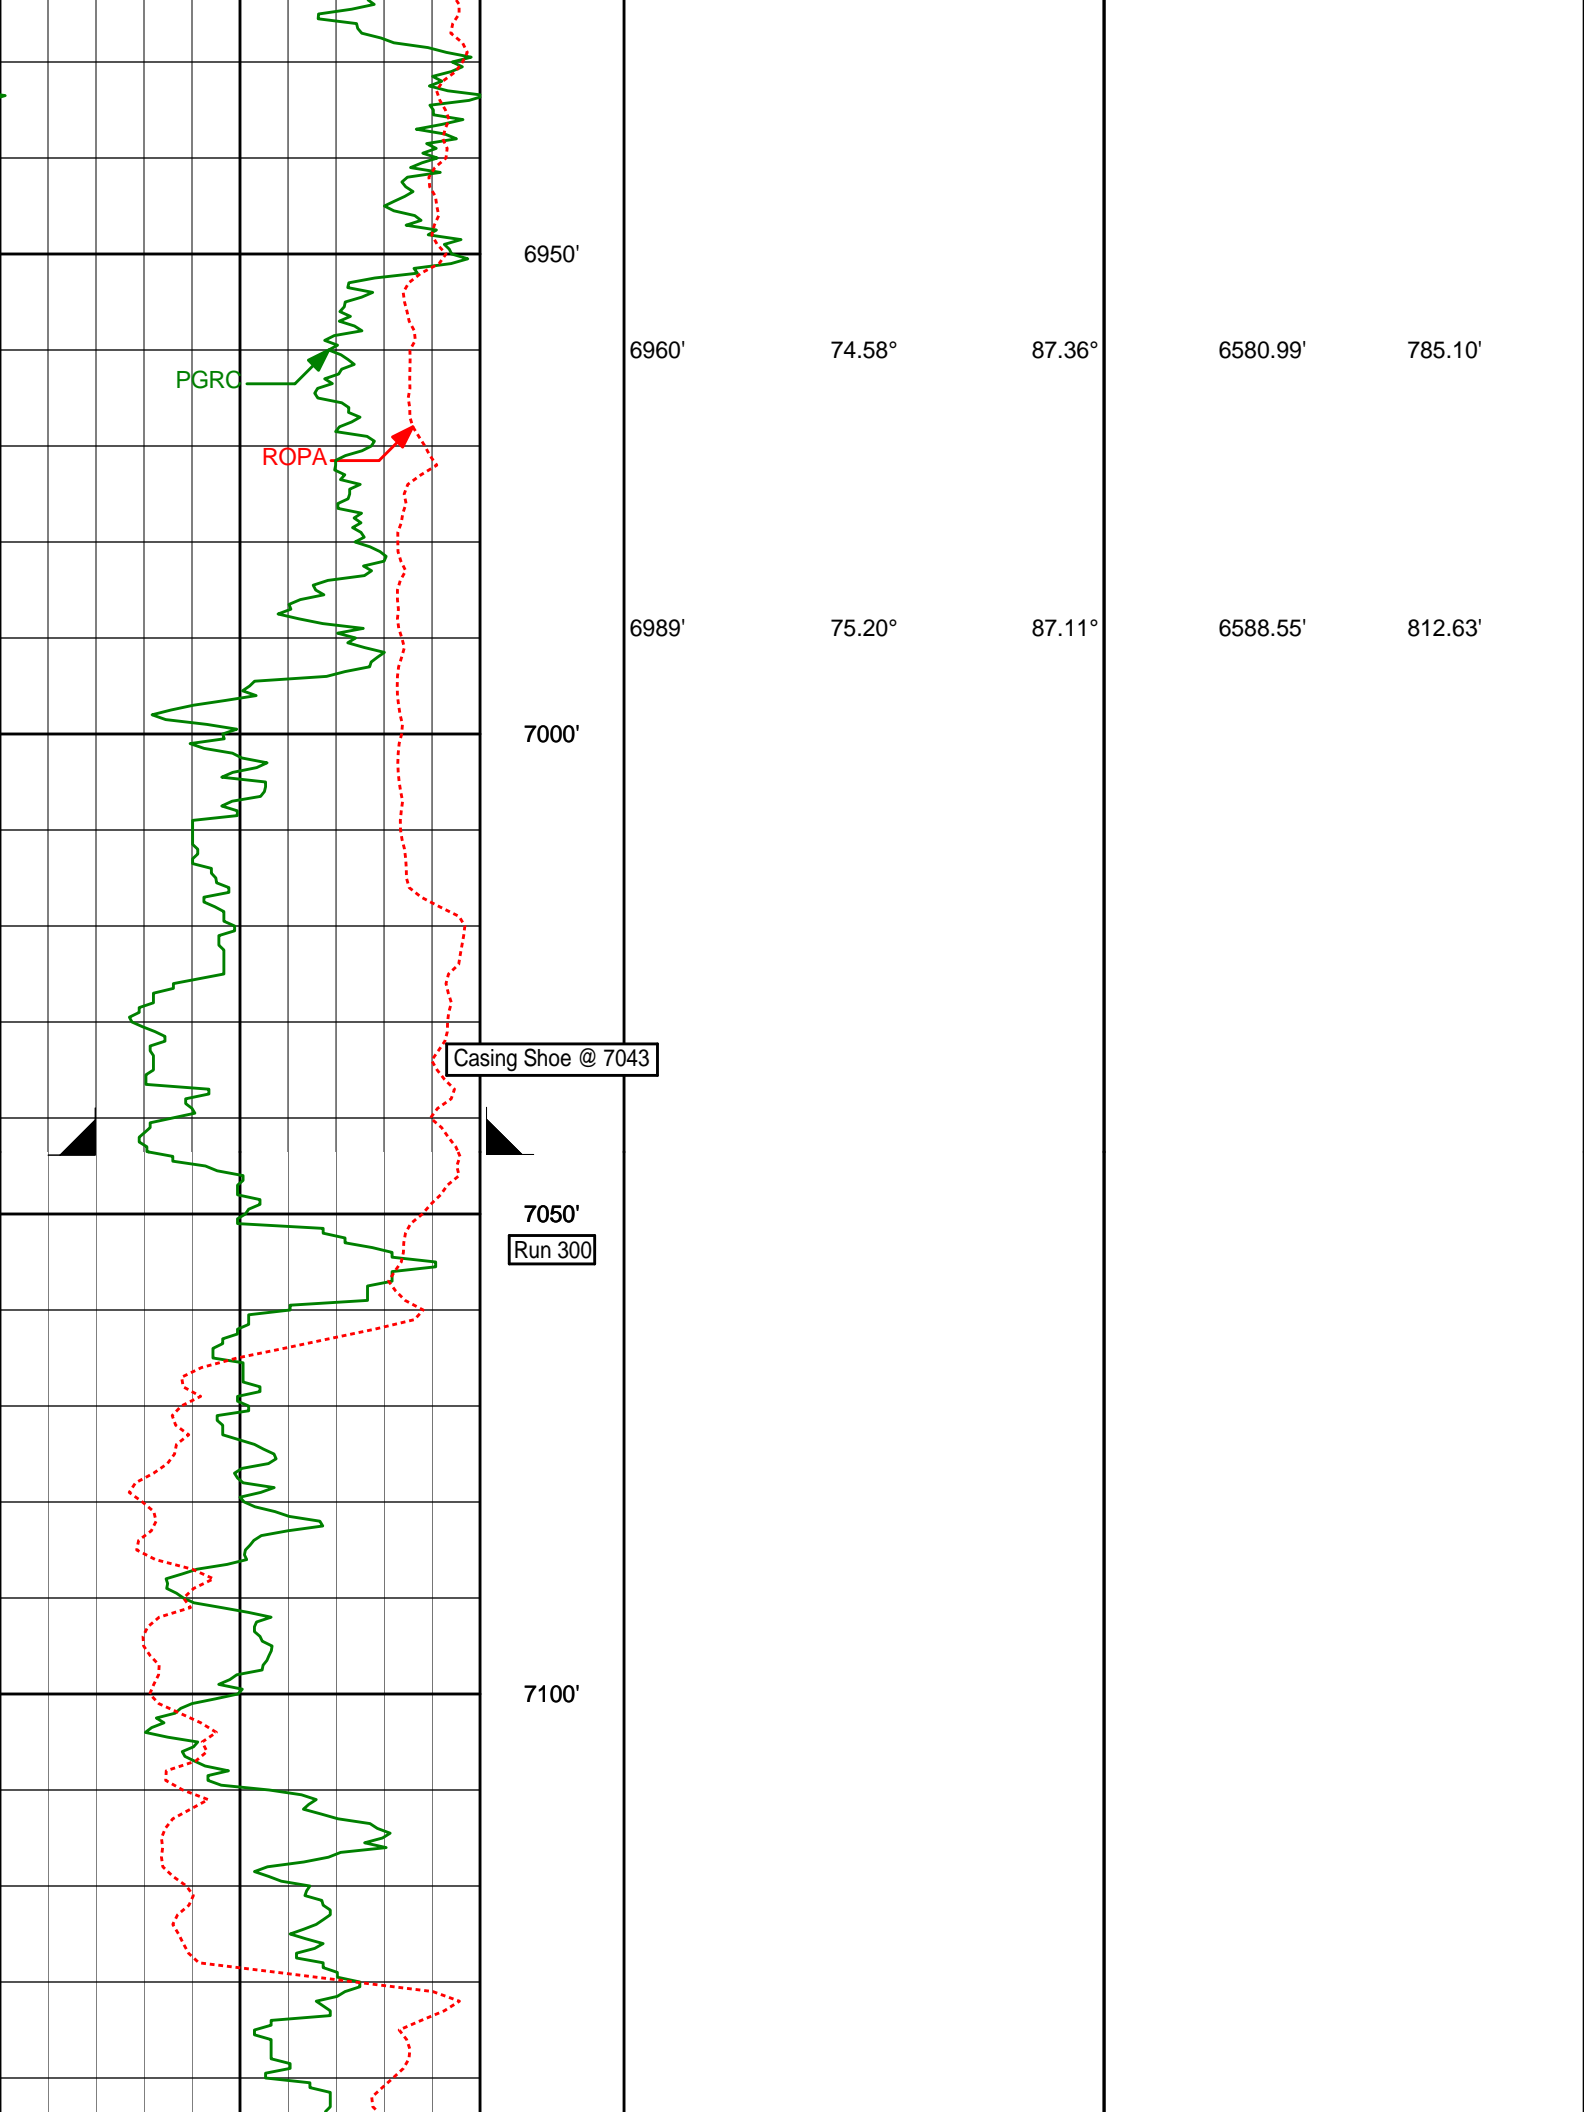 6950'
6960' 74.58° 87.36° 6580.99' 785.10'
PGRC
ROPA
6989' 75.20° 87.11° 6588.55' 812.63'
7000'
Casing Shoe @ 7043
7050'
Run 300
7100'